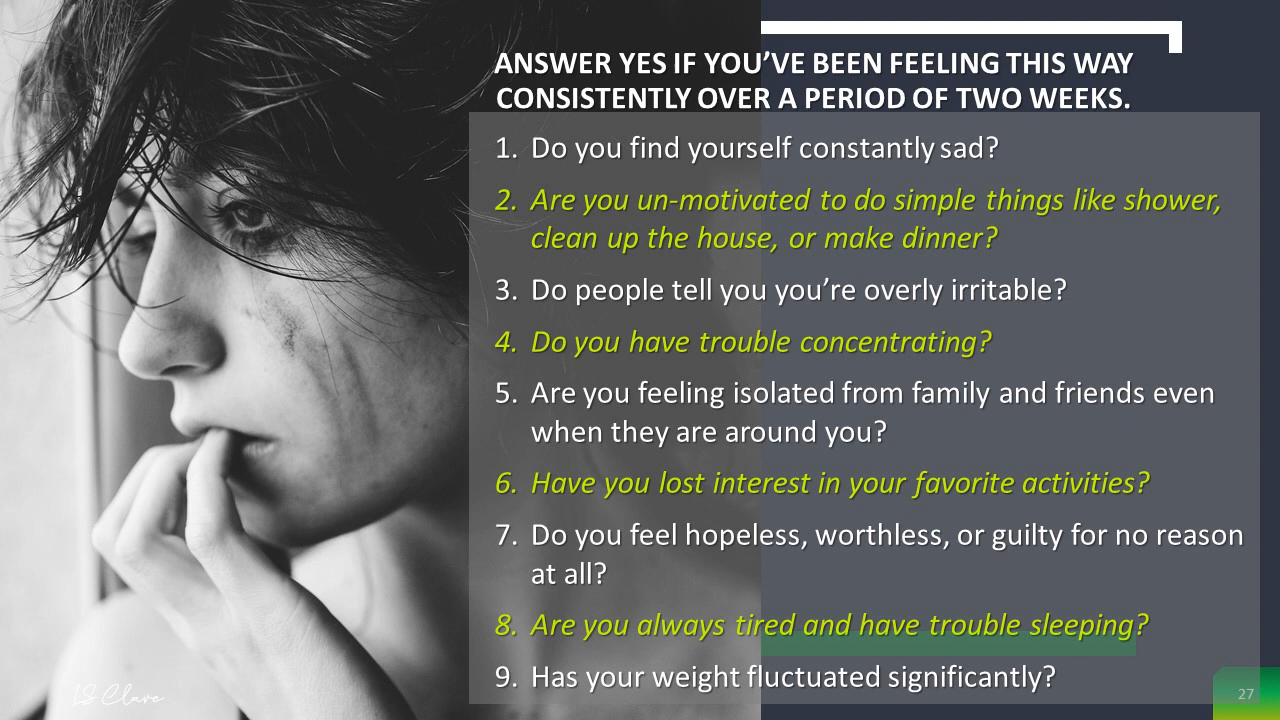 ANSWER YES IF YOU'VE BEEN FEELING THIS WAY
CONSISTENTLY OVER A PERIOD OF TWO WEEKS.
1. Do you find yourself constantly sad?
2. Are you un-motivated to do simple things like shower,
clean up the house, or make dinner?
3. Do people tell you you're overly irritable?
4. Do you have trouble concentrating?
5. Are you feeling isolated from family and friends even
when they are around you?
6. Have you lost interest in your favorite activities?
7. Do you feel hopeless, worthless, or guilty for no reason
at all?
8. Are you always tired and have trouble sleeping?
9. Has your weight fluctuated significantly?
LS Clave
27